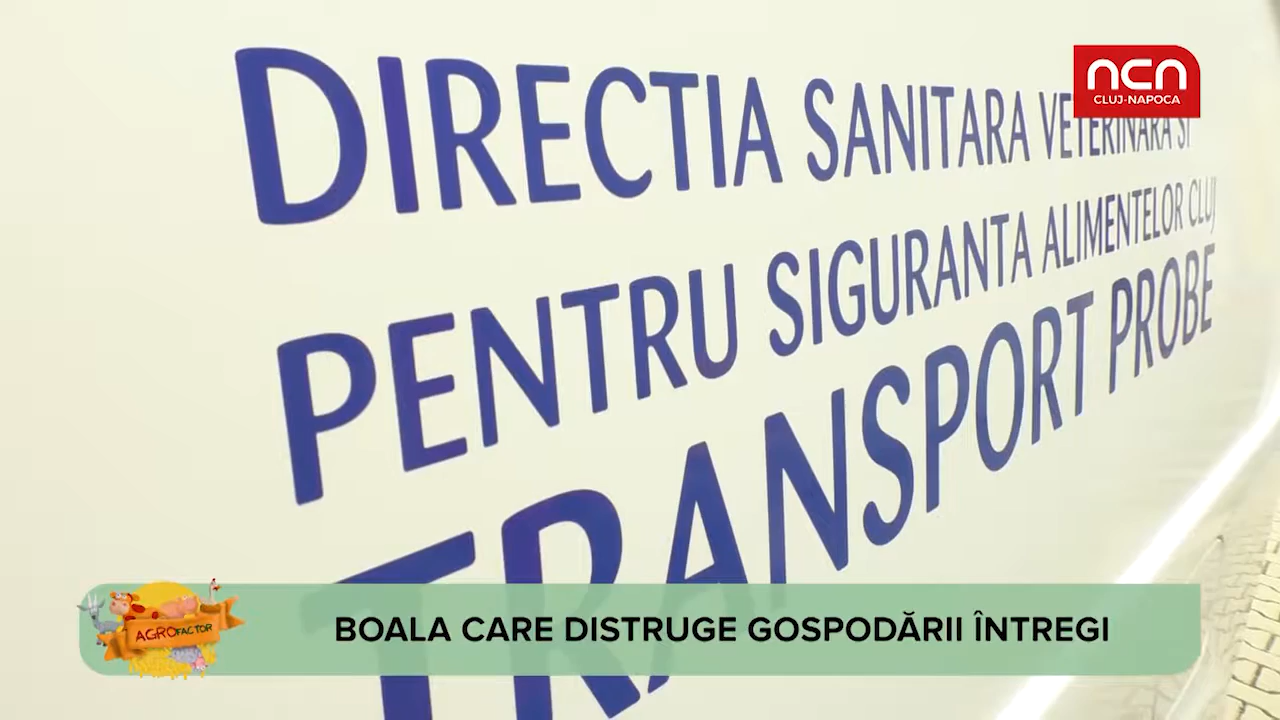 DIRECTIA SANITARA VETERINARA SI
PENTRU SIGURANTA ALIMENTELOR CLUJ
TRANSPORT PROBE
ncn
CLUJ-NAPOCA
AGROFACTOR
BOALA CARE DISTRUGE GOSPODĂRII ÎNTREGI